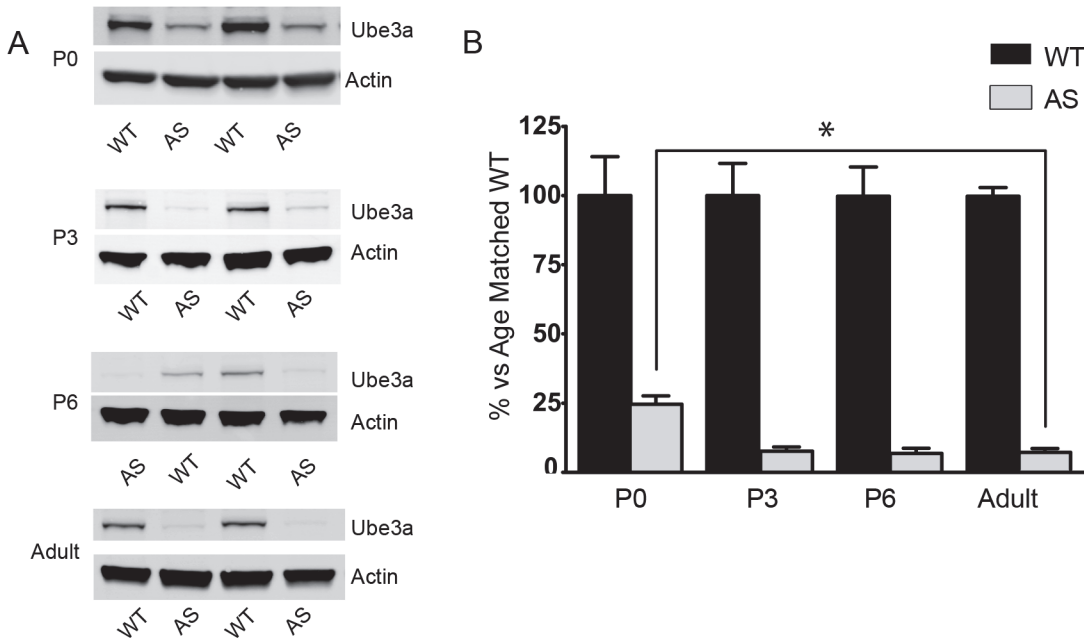 A
P0
Ube3a
Actin
WT AS WT AS
P3
Ube3a
Actin
WT AS WT AS
P6
Ube3a
Actin
AS WT WT AS
Adult
Ube3a
Actin
WT AS WT AS
B
WT
AS
*
% vs Age Matched WT
125
100
75
50
25
0
P0 P3 P6 Adult